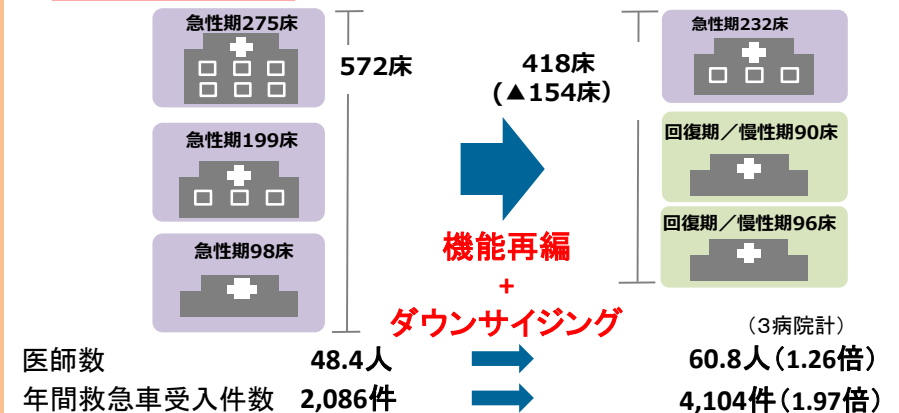 急性期275床
572床
急性期199床
急性期98床
418床
(▲154床)
機能再編
+
ダウンサイジング
急性期232床
回復期/慢性期90床
回復期/慢性期96床
(3病院計)
医師数 48.4人 60.8人(1.26倍)
年間救急車受入件数 2,086件 4,104件(1.97倍)